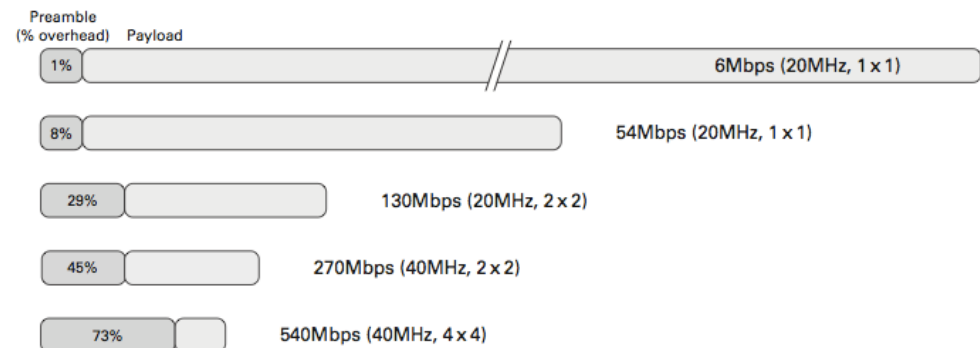 Preamble
(% overhead) Payload
1% 6Mbps (20MHz, 1 x 1)
8% 54Mbps (20MHz, 1 x 1)
29% 130Mbps (20MHz, 2 x 2)
45% 270Mbps (40MHz, 2 x 2)
73% 540Mbps (40MHz, 4 x 4)